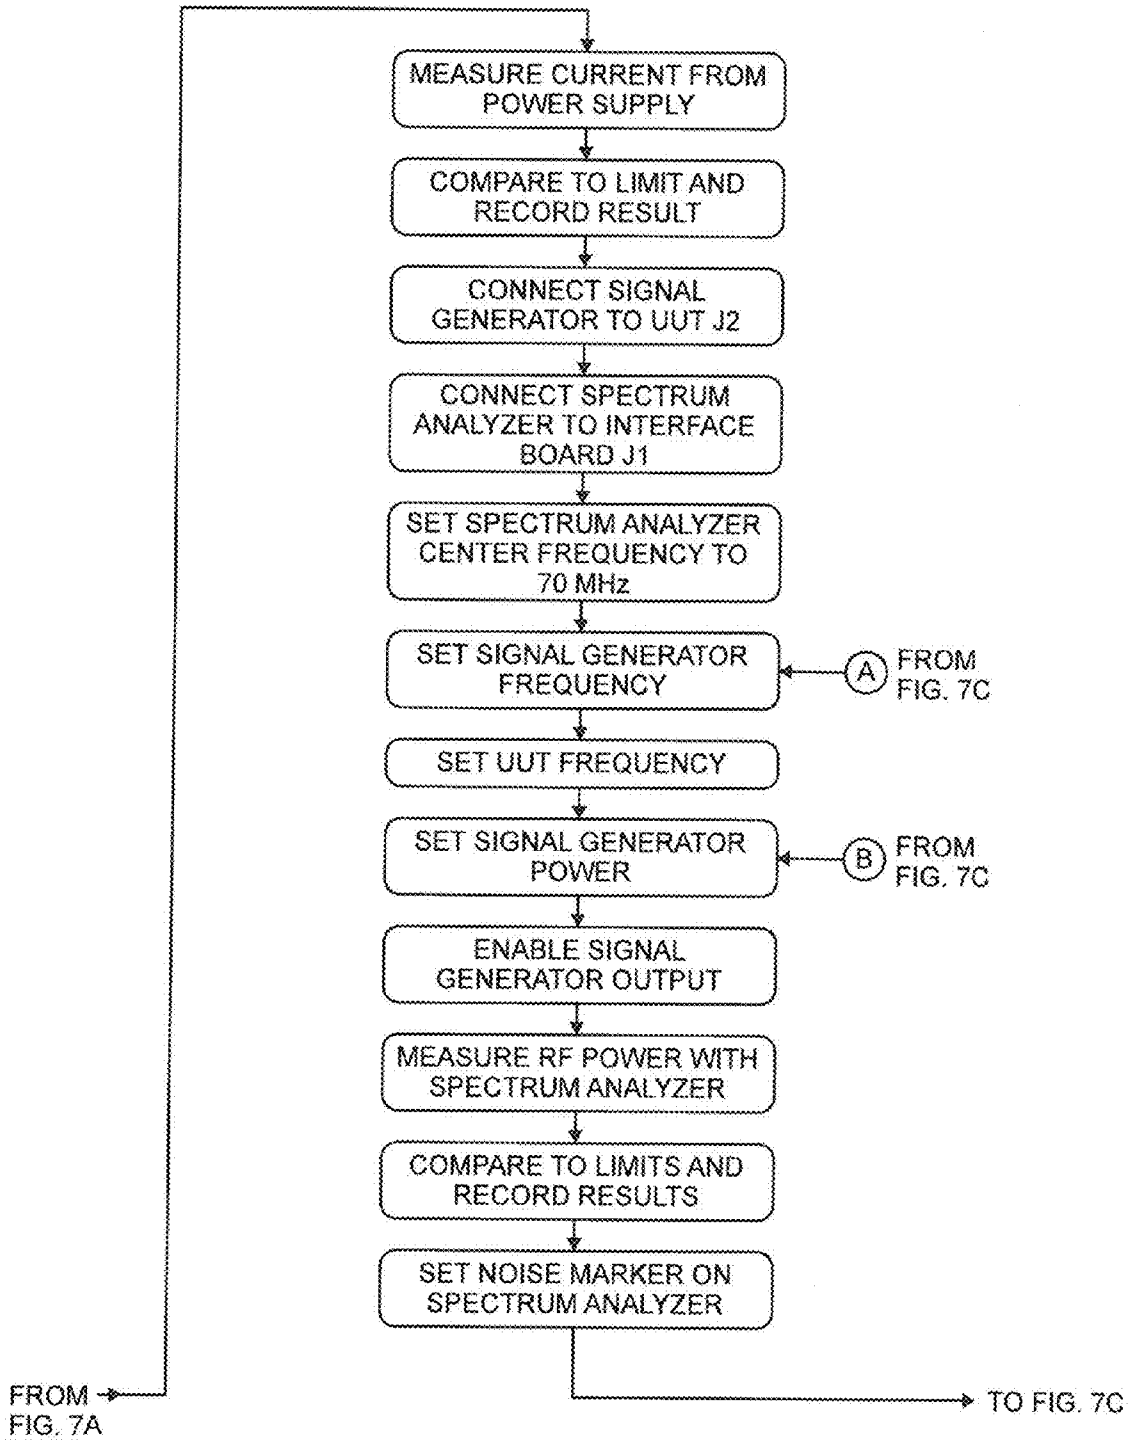 MEASURE CURRENT FROM
POWER SUPPLY
COMPARE TO LIMIT AND
RECORD RESULT
CONNECT SIGNAL
GENERATOR TO UUT J2
CONNECT SPECTRUM
ANALYZER TO INTERFACE
BOARD J1
SET SPECTRUM ANALYZER
CENTER FREQUENCY TO
70 MHz
SET SIGNAL GENERATOR
FREQUENCY
A
FROM
FIG. 7C
SET UUT FREQUENCY
SET SIGNAL GENERATOR
POWER
B
FROM
FIG. 7C
ENABLE SIGNAL
GENERATOR OUTPUT
MEASURE RF POWER WITH
SPECTRUM ANALYZER
COMPARE TO LIMITS AND
RECORD RESULTS
SET NOISE MARKER ON
SPECTRUM ANALYZER
FROM
FIG. 7A
TO FIG. 7C